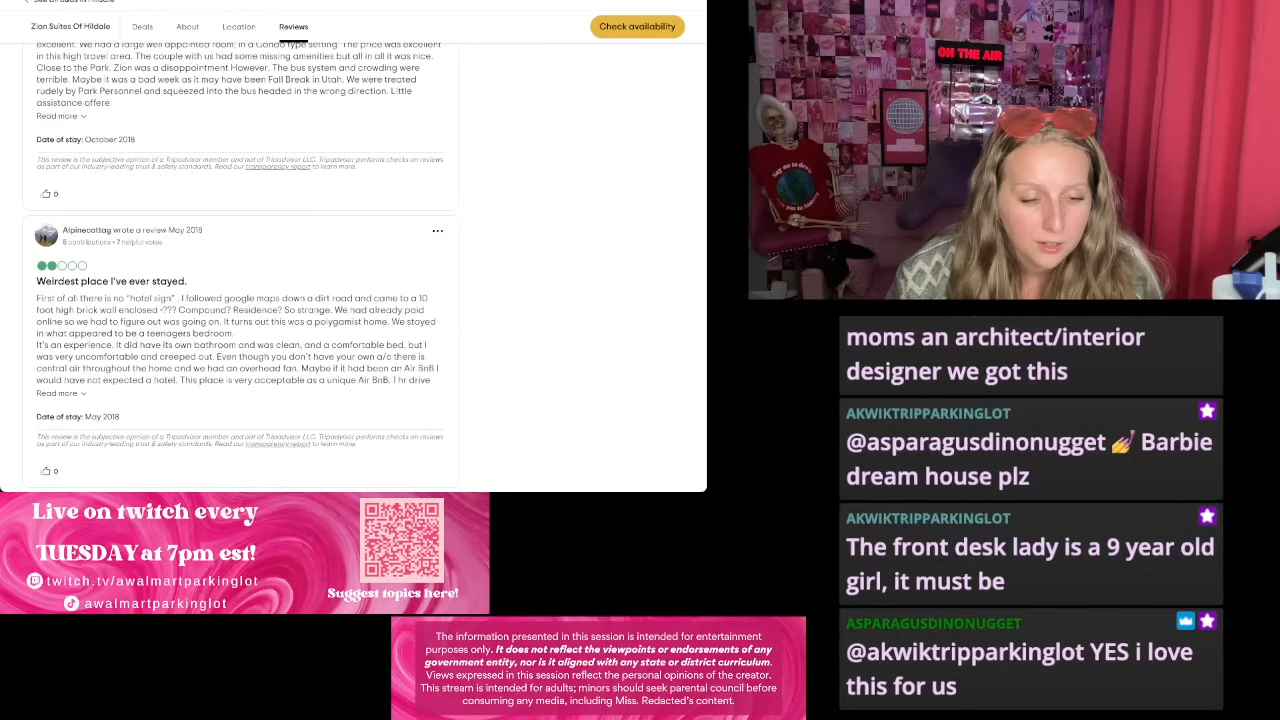 Zion Suites Of Hildale
Deals
About
Location
Reviews
Check availability
excellent. We had a large well appointed room, in a Condo type setting. The price was excellent
in this high travel area. The couple with us had some missing amenities but all in all it was nice.
Close to the Park. Zion was a disappointment However. The bus system and crowding were
terrible. Maybe it was a bad week as it may have been Fall Break in Utah. We were treated
rudely by Park Personnel and squeezed into the bus headed in the wrong direction. Little
assistance offere.
Read more
Date of stay: October 2018
This review is the subjective opinion of a Tripadvisor member and not of Tripadvisor LLC. Tripadvisor performs checks on reviews
as part of our industry-leading trust & safety standards. Read our transparency report to learn more.
0
Alpinecottag wrote a review May 2018
5 contributions • 7 helpful votes
Weirdest place I've ever stayed.
First of all there is no "hotel sign" . I followed google maps down a dirt road and came to a 10
foot high brick wall enclosed -??? Compound? Residence? So strange. We had already paid
online so we had to figure out was going on. It turns out this was a polygamist home. We stayed
in what appeared to be a teenagers bedroom.
It's an experience. It did have its own bathroom and was clean, and a comfortable bed, but I
was very uncomfortable and creeped out. Even though you don't have your own a/c there is
central air throughout the home and we had an overhead fan. Maybe if it had been an Air BnB I
would have not expected a hotel. This place is very acceptable as a unique Air BnB. 1 hr drive
Read more
Date of stay: May 2018
This review is the subjective opinion of a Tripadvisor member and not of Tripadvisor LLC. Tripadvisor performs checks on reviews
as part of our industry-leading trust & safety standards. Read our transparency report to learn more.
0
ON THE AIR
Say no to drugs
moms an architect/interior
designer we got this
AKWIKTRIPPARKINGLOT
@asparagusdinonugget 💅 Barbie
dream house plz
AKWIKTRIPPARKINGLOT
The front desk lady is a 9 year old
girl, it must be
ASPARAGUSDINONUGGET
@akwiktripparkinglot YES i love
this for us
Live on twitch every
TUESDAY at 7pm est!
twitch.tv/awalmartparkinglot
awalmartparkinglot
Suggest topics here!
The information presented in this session is intended for entertainment
purposes only. It does not reflect the viewpoints or endorsements of any
government entity, nor is it aligned with any state or district curriculum.
Views expressed in this session reflect the personal opinions of the creator.
This stream is intended for adults; minors should seek parental council before
consuming any media, including Miss. Redacted's content.